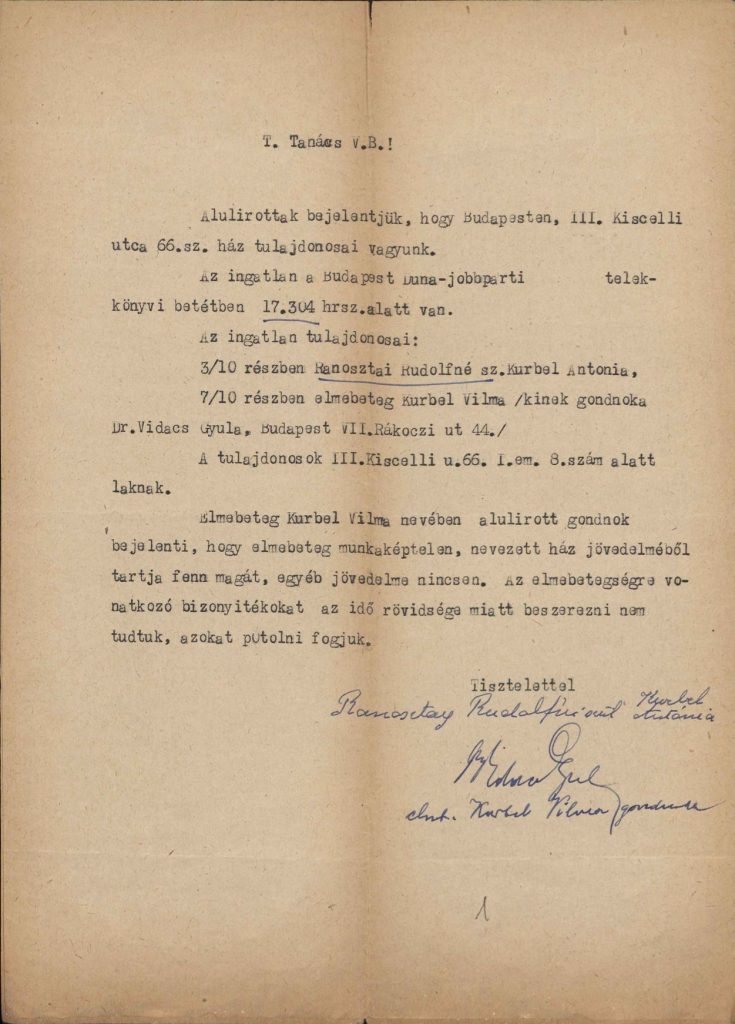 T. Tanács V.B.!
Alulirottak bejelentjük, hogy Budapesten, III. Kiscelli
utca 66.sz. ház tulajdonosai vagyunk.
Az ingatlan a Budapest Duna-jobbparti telek-
könyvi betétben 17.304 hrsz.alatt van.
Az ingatlan tulajdonosai:
3/10 részben Ranosztai Rudolfné sz.Kurbel Antonia,
7/10 részben elmebeteg Kurbel Vilma /kinek gondnoka
Dr.Vidacs Gyula, Budapest VII.Rákoczi ut 44./
A tulajdonosok III.Kiscelli u.66. I.em. 8.szám alatt
laknak.
Elmebeteg Kurbel Vilma nevében alulirott gondnok
bejelenti, hogy elmebeteg munkaképtelen, nevezett ház jövedelméből
tartja fenn magát, egyéb jövedelme nincsen. Az elmebetegségre vo-
natkozó bizonyitékokat az idő rövidsége miatt beszerezni nem
tudtuk, azokat pótolni fogjuk.
Tisztelettel
Ranosztay Rudolfné szül Kurbel
Antónia
Kurbel Vilma gondnoka
1